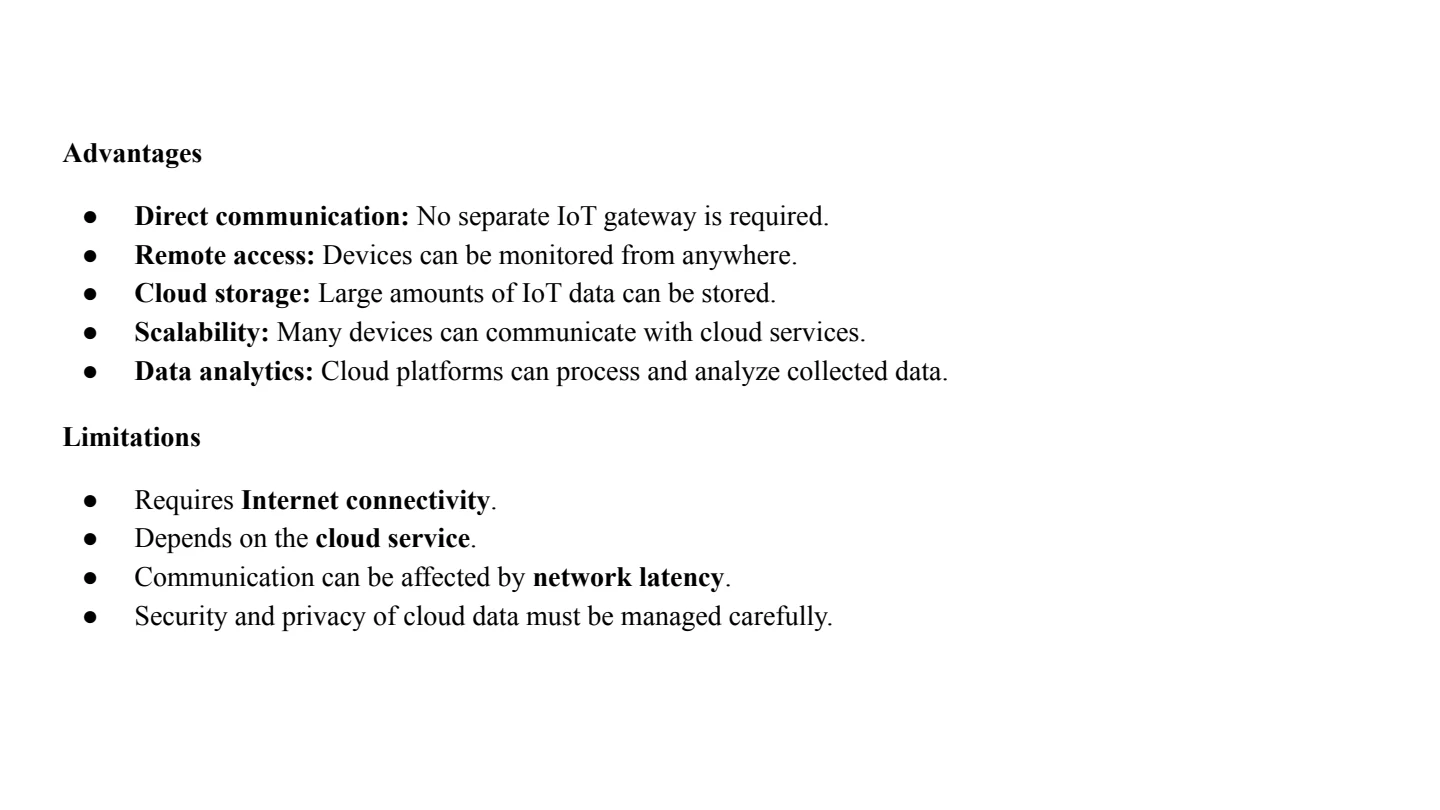 Advantages
● Direct communication: No separate IoT gateway is required.
● Remote access: Devices can be monitored from anywhere.
● Cloud storage: Large amounts of IoT data can be stored.
● Scalability: Many devices can communicate with cloud services.
● Data analytics: Cloud platforms can process and analyze collected data.
Limitations
● Requires Internet connectivity.
● Depends on the cloud service.
● Communication can be affected by network latency.
● Security and privacy of cloud data must be managed carefully.